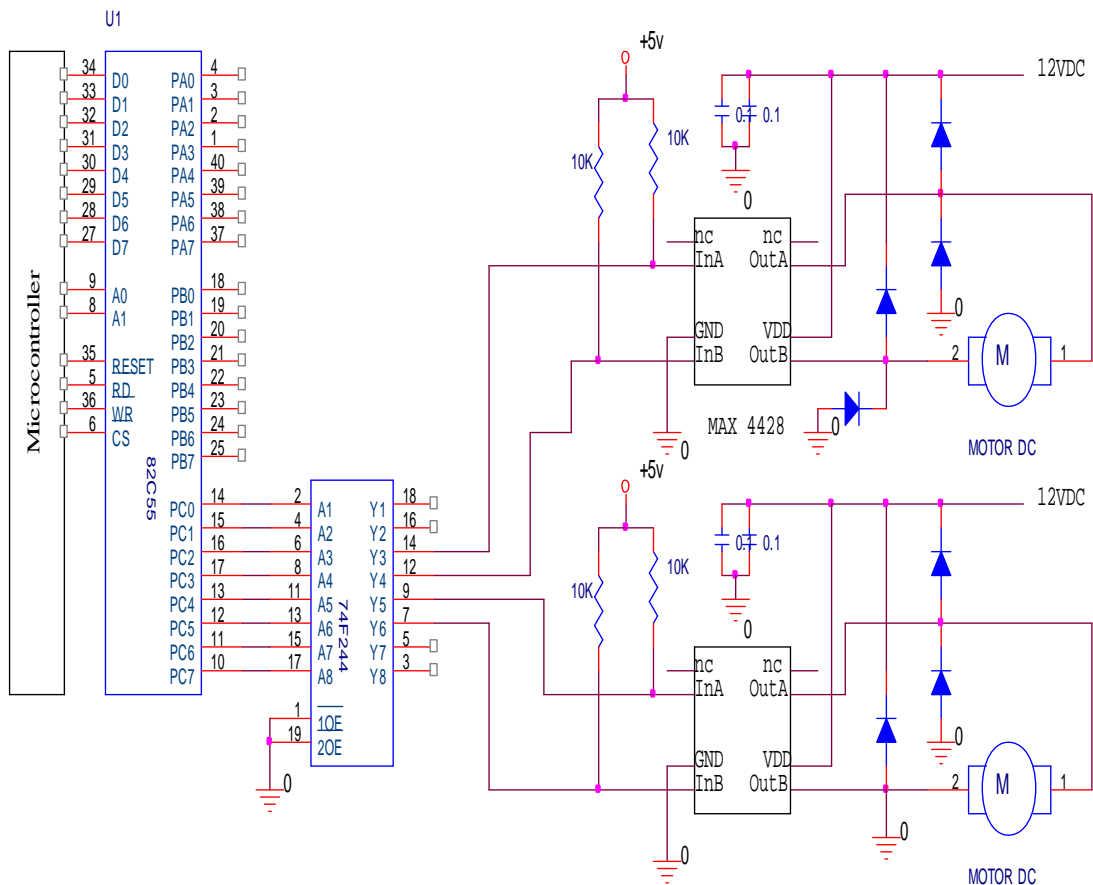 U1
Microcontroller
82C55
34 D0 PA0 4
33 D1 PA1 3
32 D2 PA2 2
31 D3 PA3 1
30 D4 PA4 40
29 D5 PA5 39
28 D6 PA6 38
27 D7 PA7 37
9 A0 PB0 18
8 A1 PB1 19
PB2 20
35 RESET PB3 21
5 RD PB4 22
36 WR PB5 23
6 CS PB6 24
PB7 25
PC0 14
PC1 15
PC2 16
PC3 17
PC4 13
PC5 12
PC6 11
PC7 10
74F244
2 A1 Y1 18
4 A2 Y2 16
6 A3 Y3 14
8 A4 Y4 12
11 A5 Y5 9
13 A6 Y6 7
15 A7 Y7 5
17 A8 Y8 3
1 1OE
19 2OE
0
+5v
10K
10K
0.1
0.1
12VDC
0
nc nc
InA OutA
GND VDD
InB OutB
MAX 4428
0
0
0
2 M 1
MOTOR DC
+5v
10K
10K
0.1
0.1
12VDC
0
nc nc
InA OutA
GND VDD
InB OutB
0
0
0
2 M 1
MOTOR DC